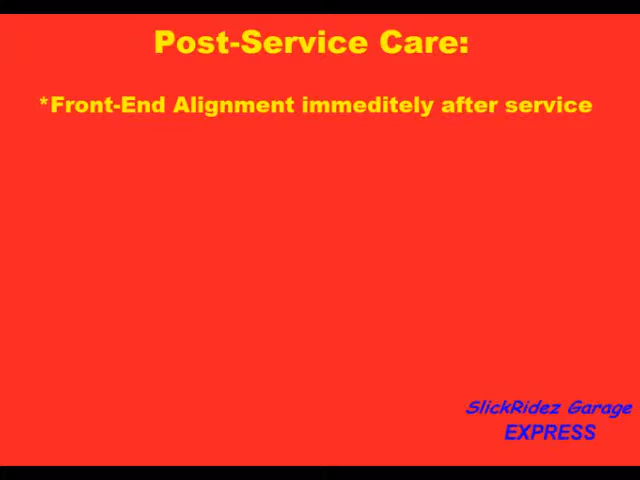 Post-Service Care:
*Front-End Alignment immeditely after service
SlickRidez Garage
EXPRESS